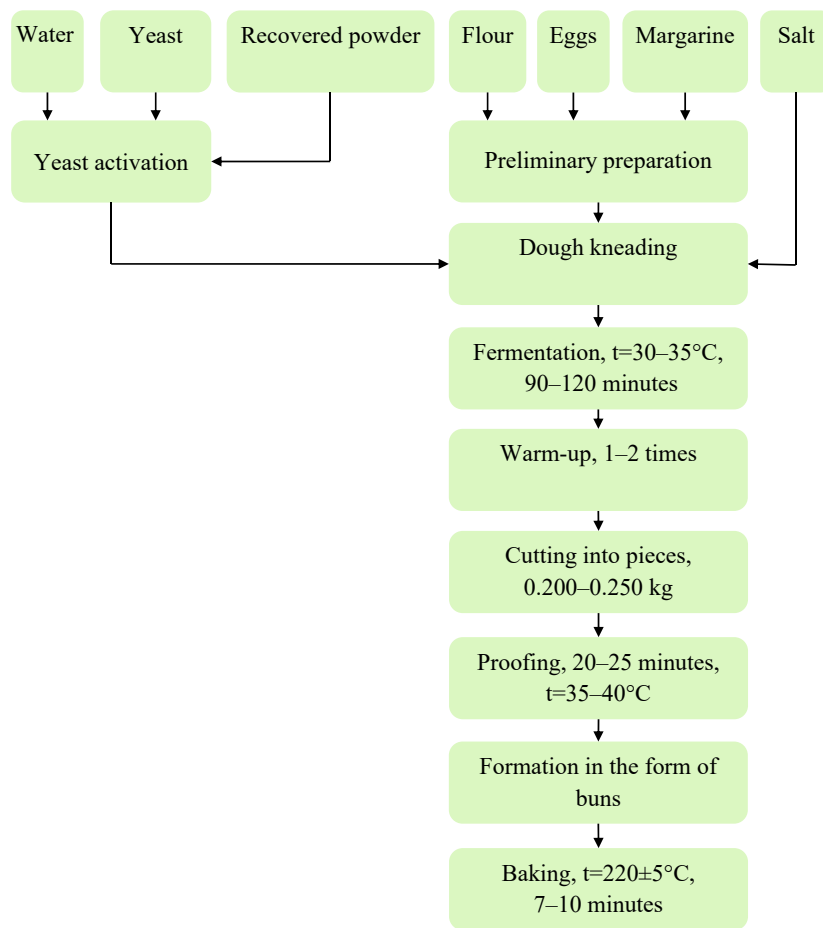 Water
Yeast
Recovered powder
Flour
Eggs
Margarine
Salt
Yeast activation
Preliminary preparation
Dough kneading
Fermentation, t=30–35°C,
90–120 minutes
Warm-up, 1–2 times
Cutting into pieces,
0.200–0.250 kg
Proofing, 20–25 minutes,
t=35–40°C
Formation in the form of
buns
Baking, t=220±5°C,
7–10 minutes